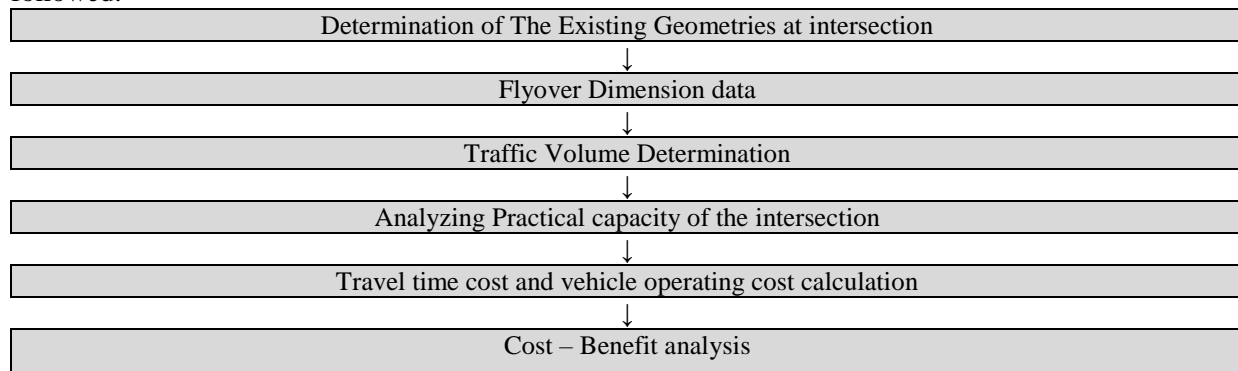 followed:
Determination of The Existing Geometries at intersection
↓
Flyover Dimension data
↓
Traffic Volume Determination
↓
Analyzing Practical capacity of the intersection
↓
Travel time cost and vehicle operating cost calculation
↓
Cost – Benefit analysis